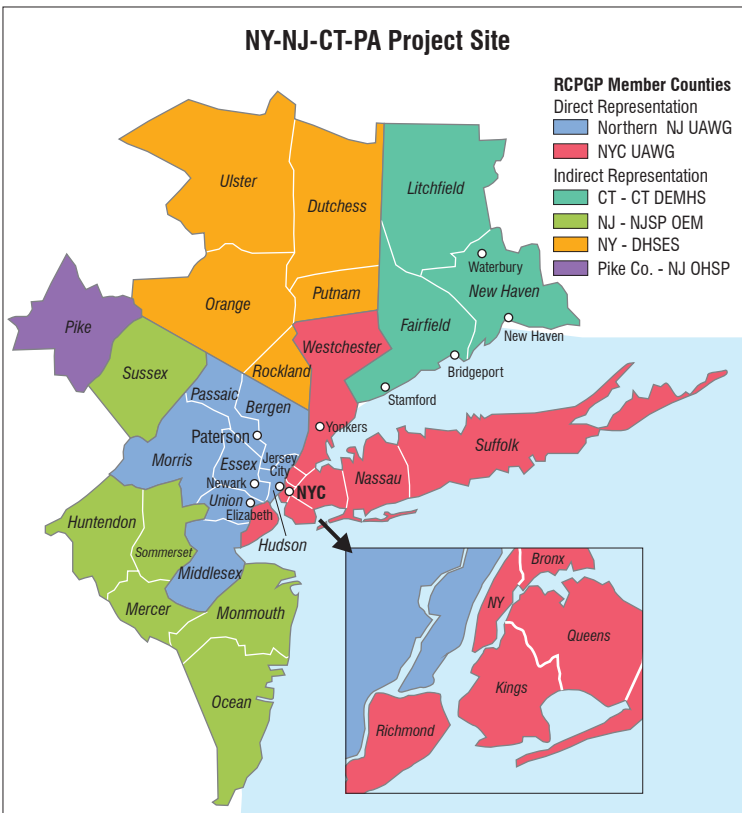 NY-NJ-CT-PA Project Site
RCPGP Member Counties
Direct Representation
Northern NJ UAWG
NYC UAWG
Indirect Representation
CT - CT DEMHS
NJ - NJSP OEM
NY - DHSES
Pike Co. - NJ OHSP
Ulster
Dutchess
Litchfield
Waterbury
New Haven
Orange
Putnam
Fairfield
New Haven
Pike
Westchester
Bridgeport
Sussex
Rockland
Stamford
Passaic
Bergen
Yonkers
Paterson
Suffolk
Morris
Essex
Jersey
City
Nassau
Newark
NYC
Union
Elizabeth
Huntendon
Hudson
Sommerset
Middlesex
Mercer
Monmouth
Ocean
Bronx
NY
Queens
Kings
Richmond